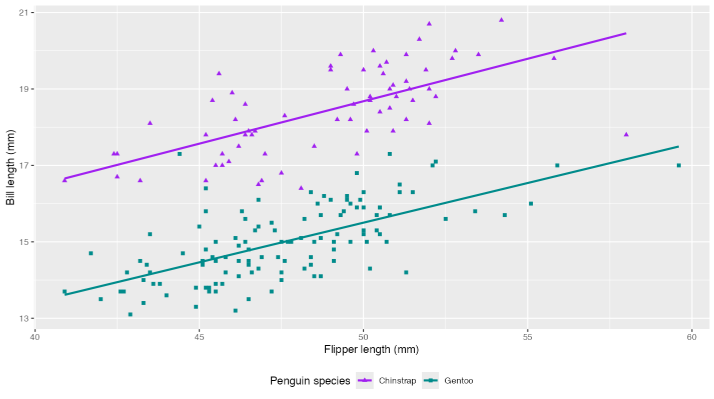 21
19
17
15
13
Bill length (mm)
40
45
50
55
60
Flipper length (mm)
Penguin species
Chinstrap
Gentoo